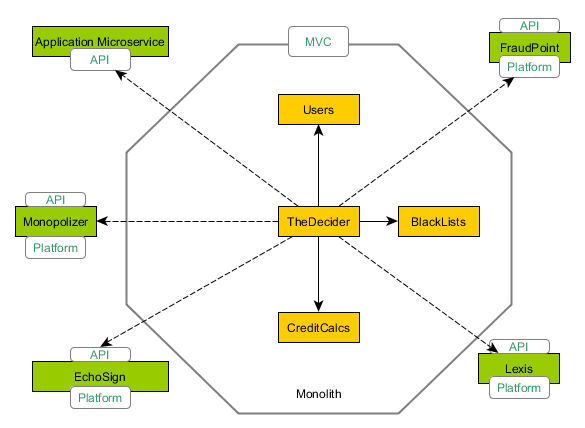 API
MVC
Application Microservice
FraudPoint
API
Platform
Users
API
Monopolizer
TheDecider
BlackLists
Platform
CreditCalcs
API
API
EchoSign
Lexis
Platform
Monolith
Platform